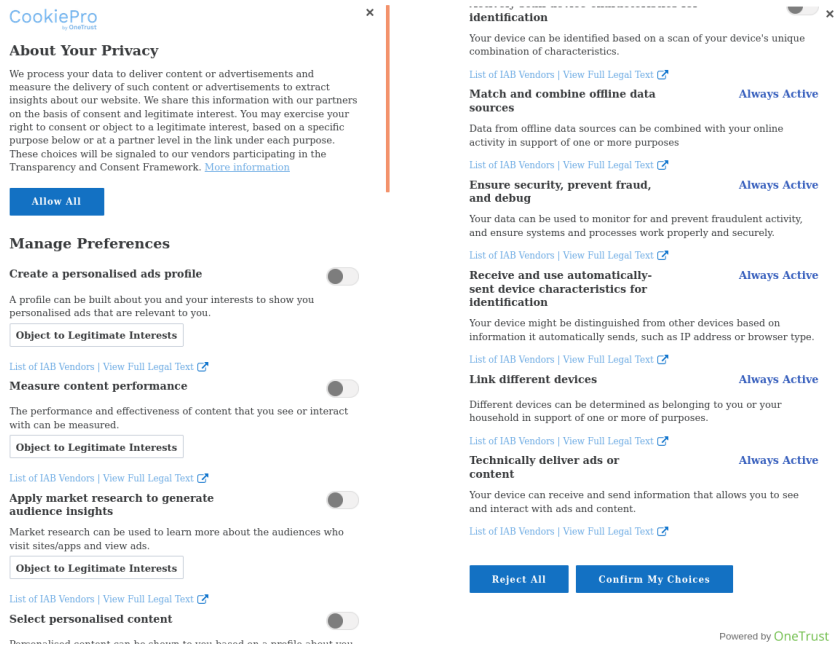 CookiePro
by OneTrust
×
About Your Privacy
We process your data to deliver content or advertisements and
measure the delivery of such content or advertisements to extract
insights about our website. We share this information with our partners
on the basis of consent and legitimate interest. You may exercise your
right to consent or object to a legitimate interest, based on a specific
purpose below or at a partner level in the link under each purpose.
These choices will be signaled to our vendors participating in the
Transparency and Consent Framework. More information
Allow All
Manage Preferences
Create a personalised ads profile
A profile can be built about you and your interests to show you
personalised ads that are relevant to you.
Object to Legitimate Interests
List of IAB Vendors | View Full Legal Text
Measure content performance
The performance and effectiveness of content that you see or interact
with can be measured.
Object to Legitimate Interests
List of IAB Vendors | View Full Legal Text
Apply market research to generate
audience insights
Market research can be used to learn more about the audiences who
visit sites/apps and view ads.
Object to Legitimate Interests
List of IAB Vendors | View Full Legal Text
Select personalised content
Personalised content can be shown to you based on a profile about you
×
identification
Your device can be identified based on a scan of your device's unique
combination of characteristics.
List of IAB Vendors | View Full Legal Text
Match and combine offline data Always Active
sources
Data from offline data sources can be combined with your online
activity in support of one or more purposes
List of IAB Vendors | View Full Legal Text
Ensure security, prevent fraud, Always Active
and debug
Your data can be used to monitor for and prevent fraudulent activity,
and ensure systems and processes work properly and securely.
List of IAB Vendors | View Full Legal Text
Receive and use automatically- Always Active
sent device characteristics for
identification
Your device might be distinguished from other devices based on
information it automatically sends, such as IP address or browser type.
List of IAB Vendors | View Full Legal Text
Link different devices Always Active
Different devices can be determined as belonging to you or your
household in support of one or more of purposes.
List of IAB Vendors | View Full Legal Text
Technically deliver ads or Always Active
content
Your device can receive and send information that allows you to see
and interact with ads and content.
List of IAB Vendors | View Full Legal Text
Reject All Confirm My Choices
Powered by OneTrust